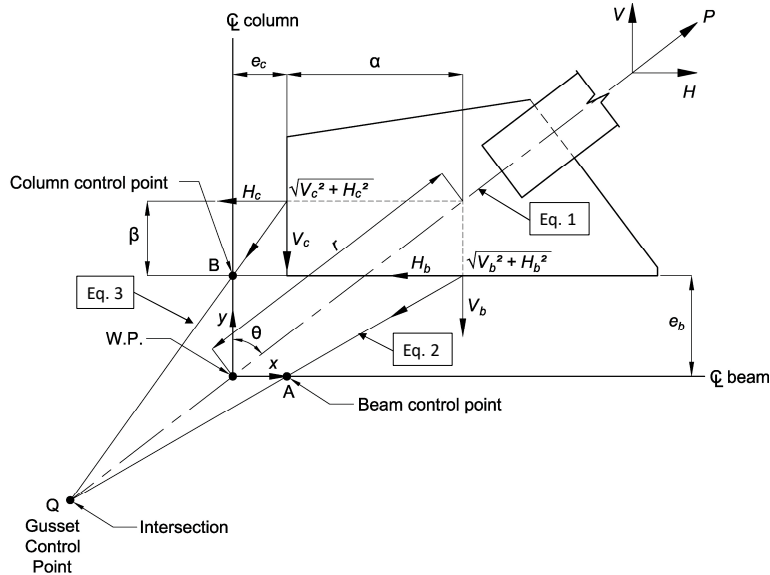 ℄ column
V
P
H
e_c
α
Column control point
H_c
√V_c² + H_c²
β
V_c
r
Eq. 1
B
H_b
√V_b² + H_b²
Eq. 3
V_b
e_b
y
θ
W.P.
Eq. 2
x
℄ beam
A
Beam control point
Q
Gusset
Control
Point
Intersection